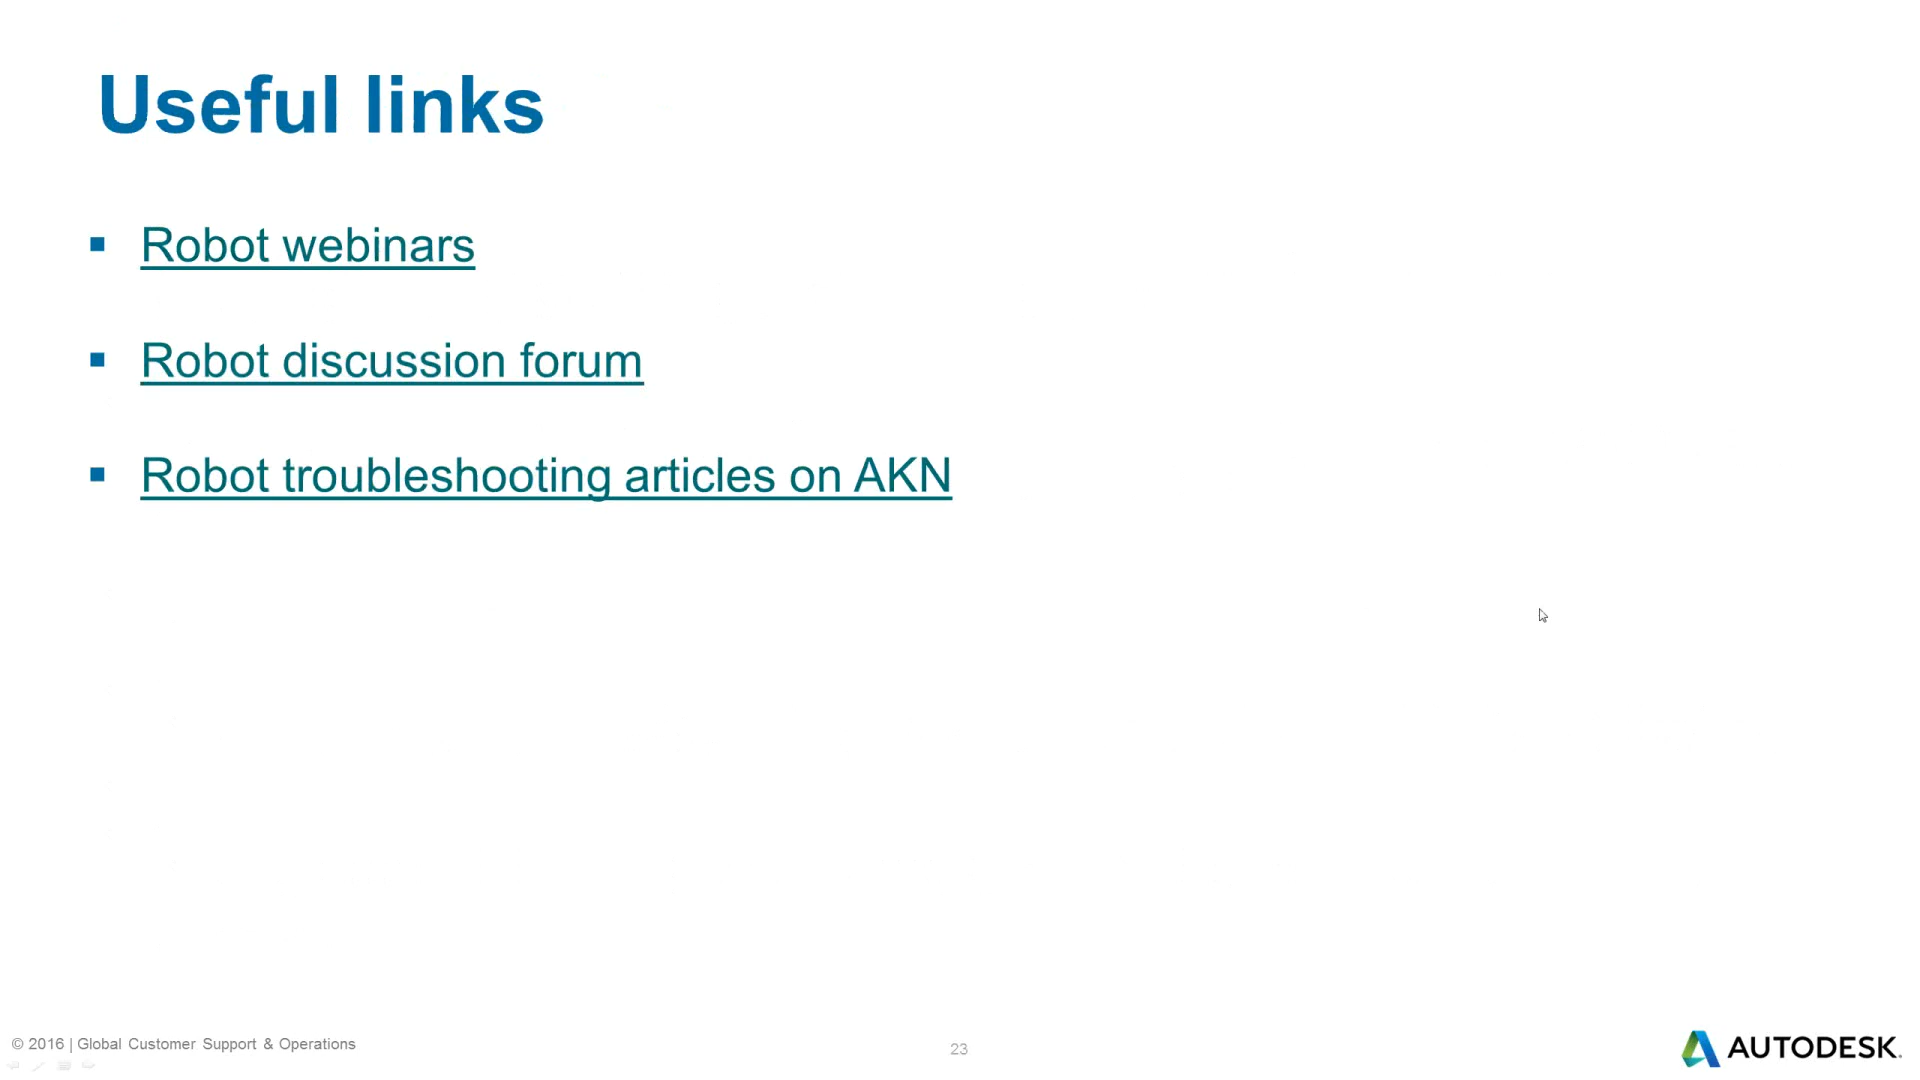 Useful links
▪ Robot webinars
▪ Robot discussion forum
▪ Robot troubleshooting articles on AKN
© 2016 | Global Customer Support & Operations
23
AUTODESK.